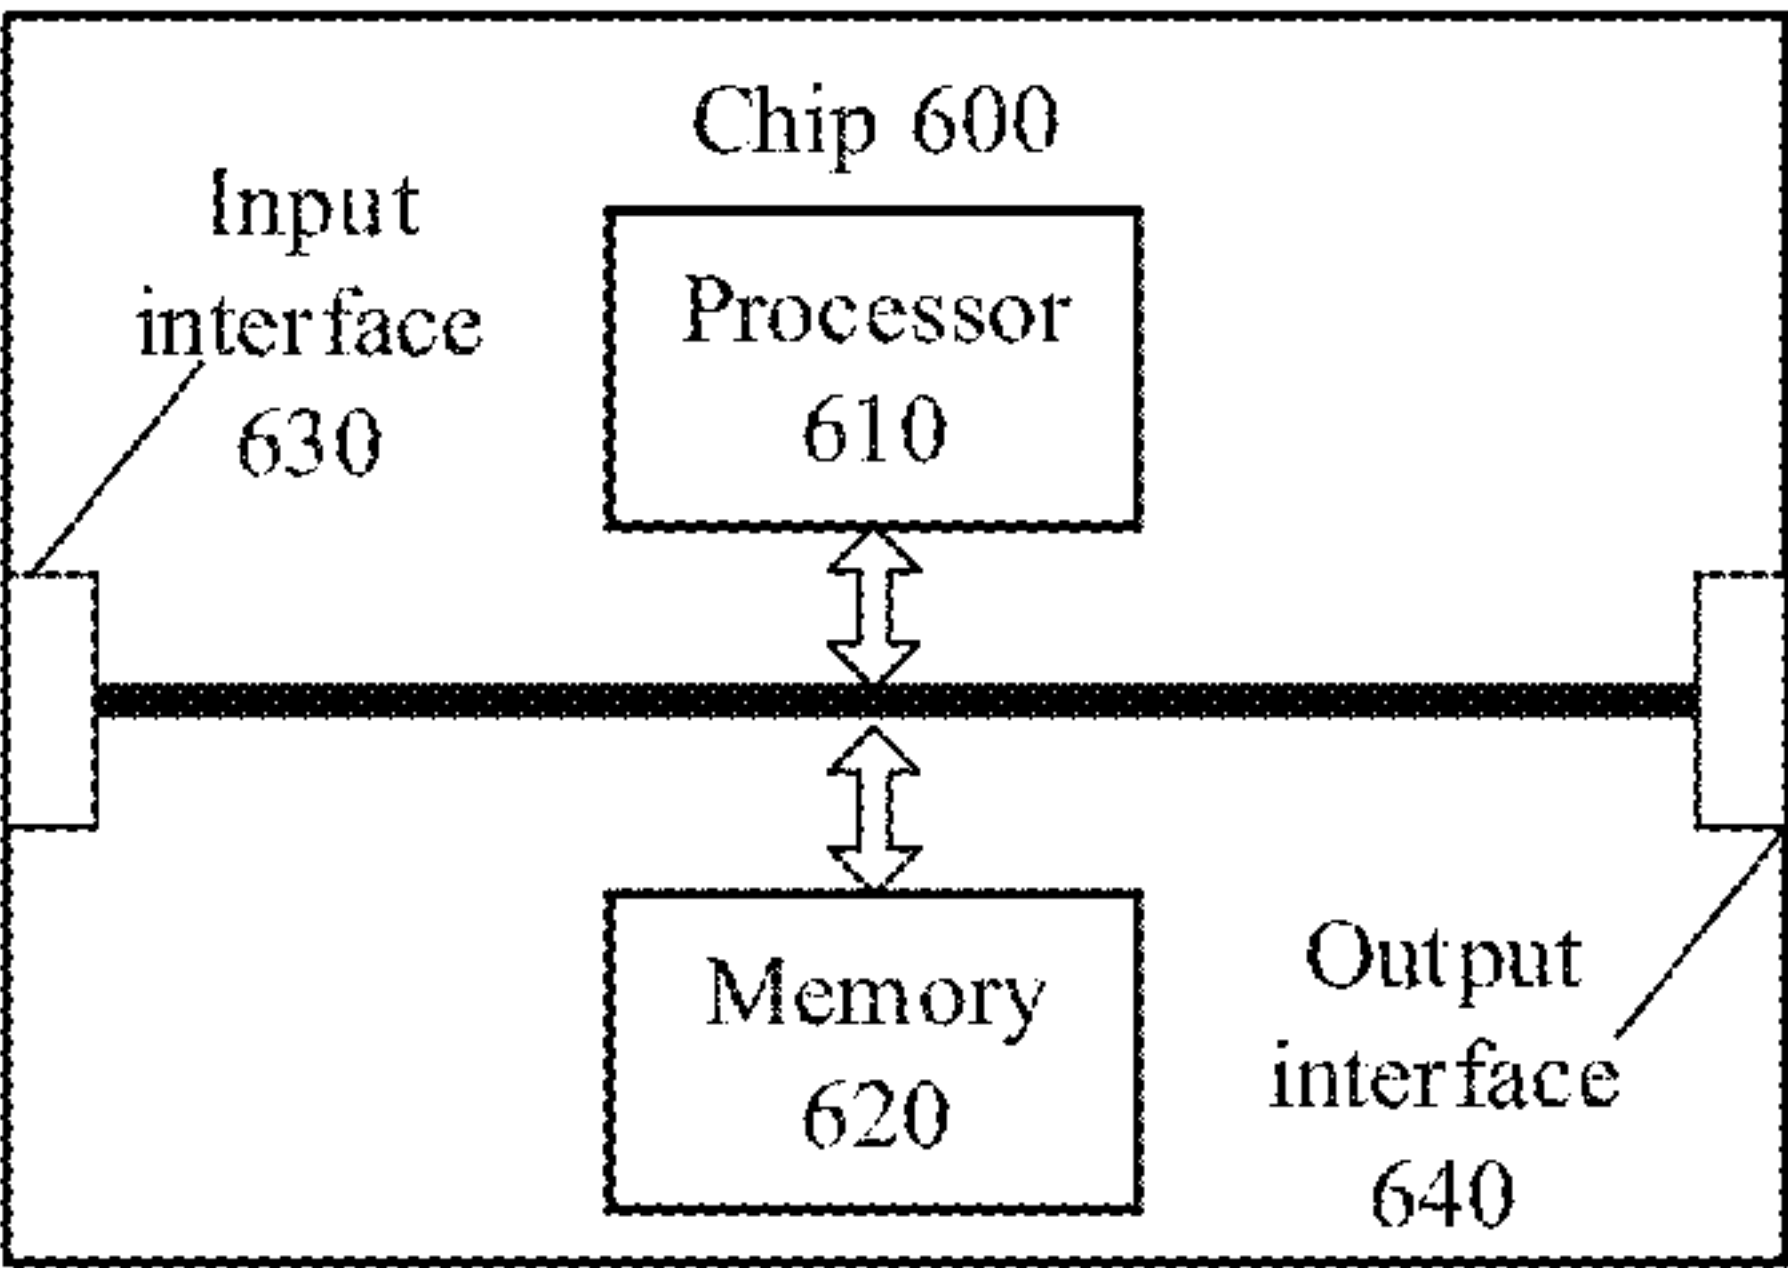 Chip 600
Input
interface
630
Processor
610
Memory
620
Output
interface
640